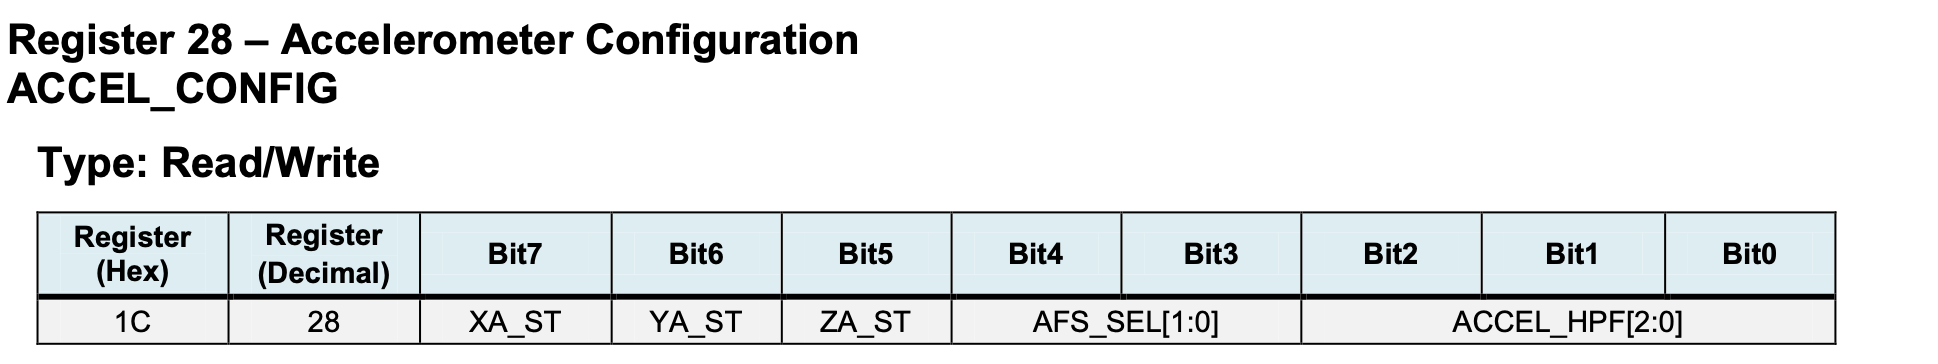 Register 28 – Accelerometer Configuration
ACCEL_CONFIG
Type: Read/Write
Register (Hex) Register (Decimal) Bit7 Bit6 Bit5 Bit4 Bit3 Bit2 Bit1 Bit0
1C 28 XA_ST YA_ST ZA_ST AFS_SEL[1:0] ACCEL_HPF[2:0]